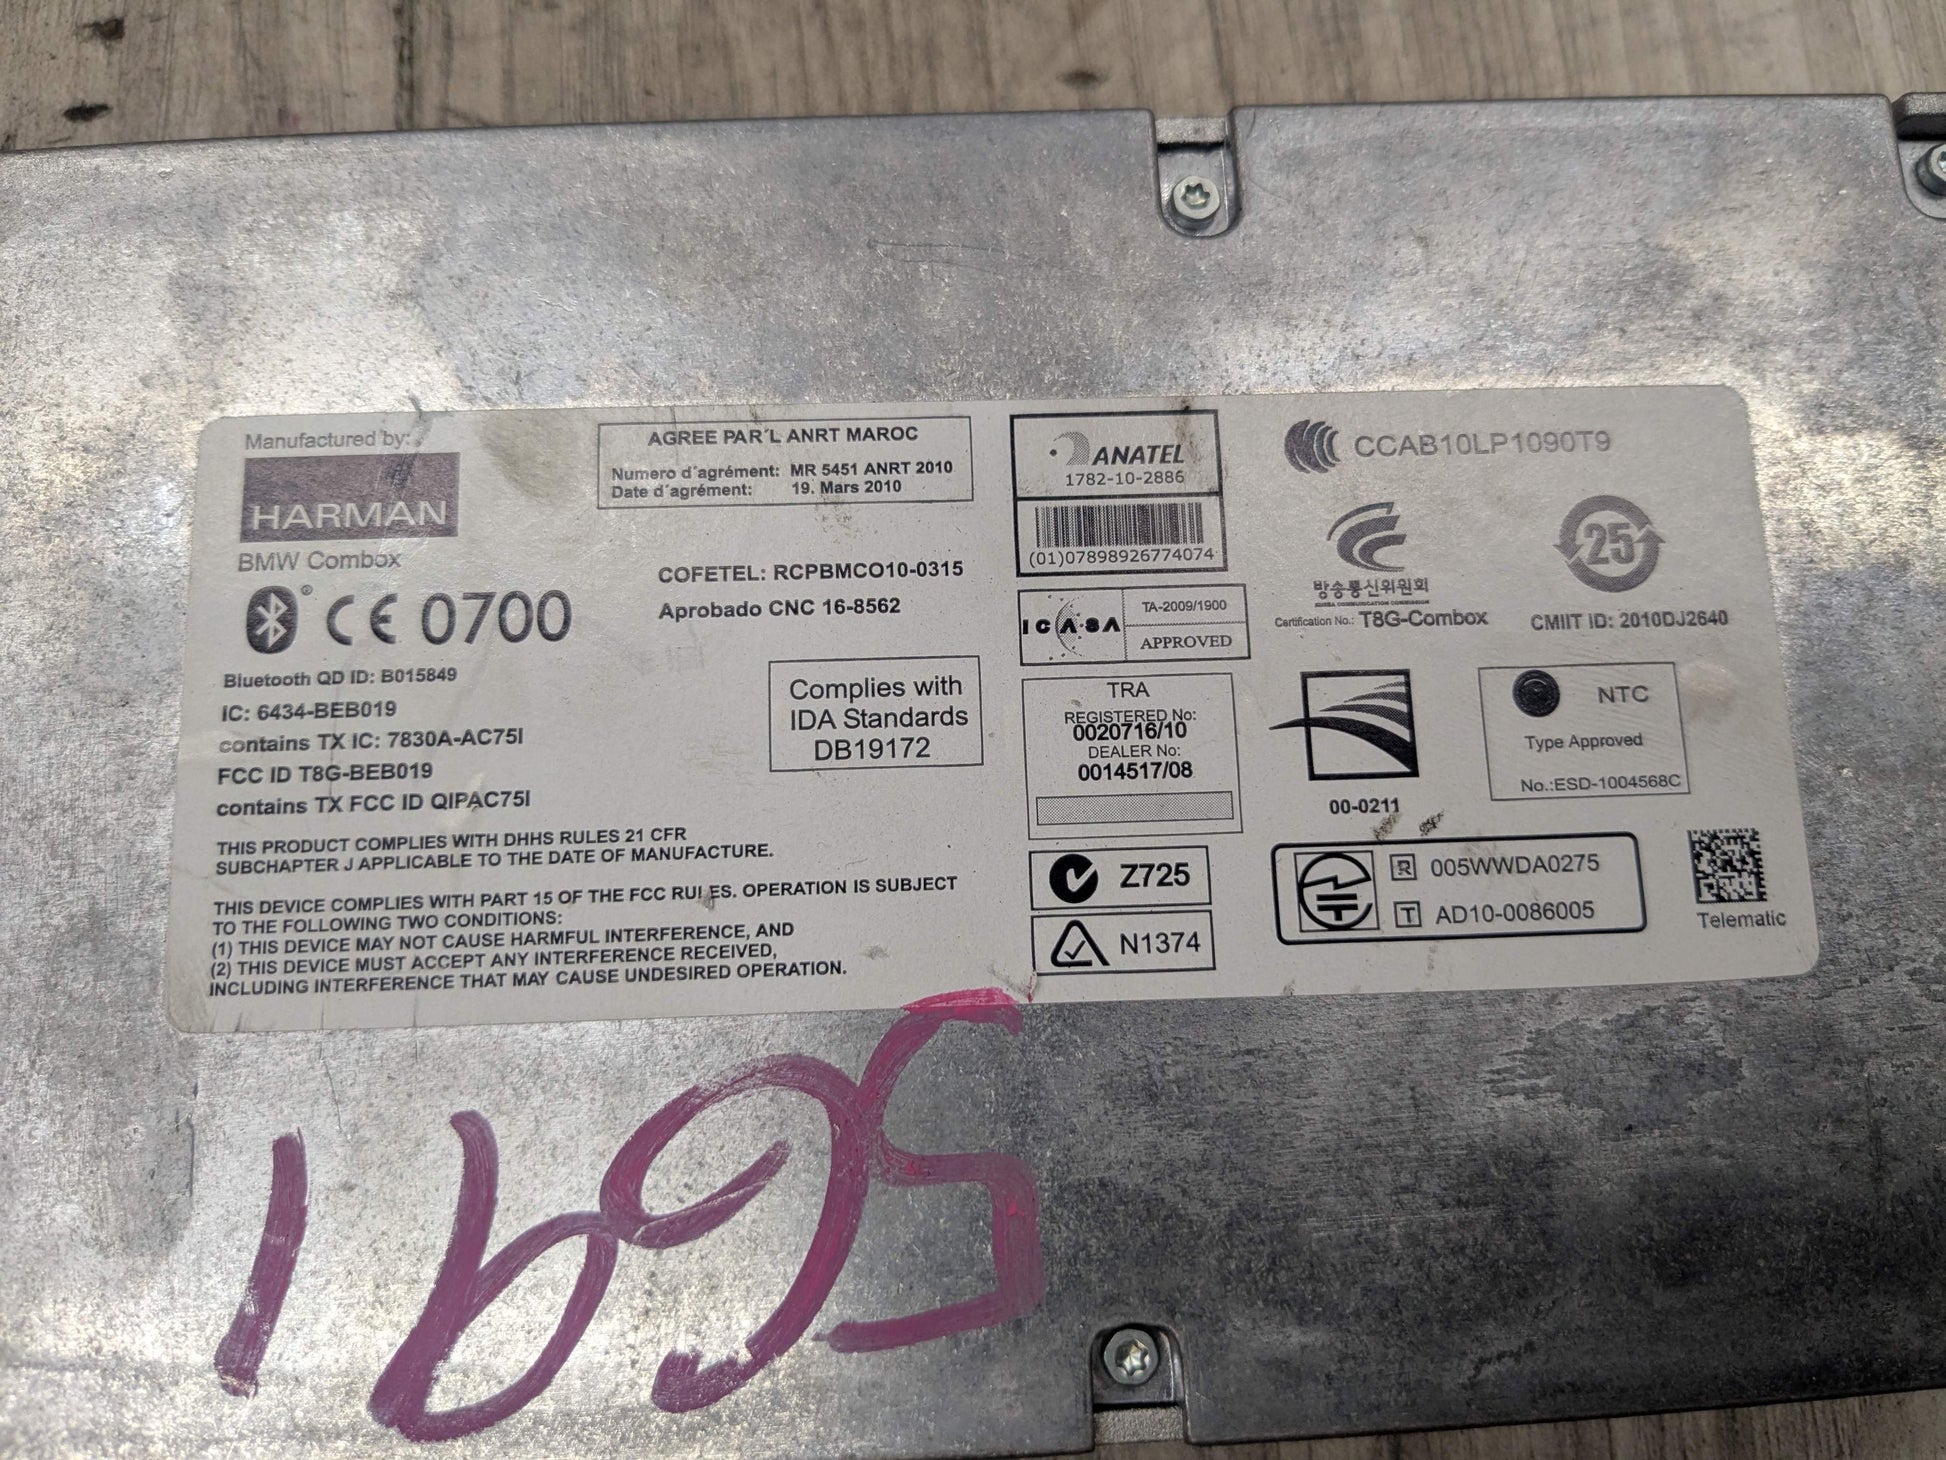 Manufactured by:
HARMAN
BMW Combox
CE 0700
Bluetooth QD ID: B015849
IC: 6434-BEB019
contains TX IC: 7830A-AC75I
FCC ID T8G-BEB019
contains TX FCC ID QIPAC75I
THIS PRODUCT COMPLIES WITH DHHS RULES 21 CFR
SUBCHAPTER J APPLICABLE TO THE DATE OF MANUFACTURE.
THIS DEVICE COMPLIES WITH PART 15 OF THE FCC RULES. OPERATION IS SUBJECT
TO THE FOLLOWING TWO CONDITIONS:
(1) THIS DEVICE MAY NOT CAUSE HARMFUL INTERFERENCE, AND
(2) THIS DEVICE MUST ACCEPT ANY INTERFERENCE RECEIVED,
INCLUDING INTERFERENCE THAT MAY CAUSE UNDESIRED OPERATION.
AGREE PAR´L ANRT MAROC
Numero d´agrément: MR 5451 ANRT 2010
Date d´agrément: 19. Mars 2010
COFETEL: RCPBMCO10-0315
Aprobado CNC 16-8562
Complies with
IDA Standards
DB19172
ANATEL
1782-10-2886
(01)07898926774074
ICASA
TA-2009/1900
APPROVED
TRA
REGISTERED No:
0020716/10
DEALER No:
0014517/08
Z725
N1374
CCAB10LP1090T9
방송통신위원회
KOREA COMMUNICATIONS COMMISSION
Certification No.: T8G-Combox
25
CMIIT ID: 2010DJ2640
00-0211
NTC
Type Approved
No.:ESD-1004568C
R 005WWDA0275
T AD10-0086005
Telematic
1695